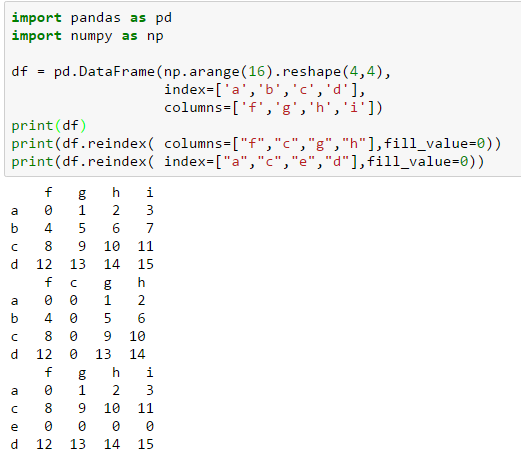 import pandas as pd
import numpy as np
df = pd.DataFrame(np.arange(16).reshape(4,4),
                  index=['a','b','c','d'],
                  columns=['f','g','h','i'])
print(df)
print(df.reindex( columns=["f","c","g","h"],fill_value=0))
print(df.reindex( index=["a","c","e","d"],fill_value=0))
    f   g   h   i
a   0   1   2   3
b   4   5   6   7
c   8   9  10  11
d  12  13  14  15
    f  c   g   h
a   0  0   1   2
b   4  0   5   6
c   8  0   9  10
d  12  0  13  14
    f   g   h   i
a   0   1   2   3
c   8   9  10  11
e   0   0   0   0
d  12  13  14  15